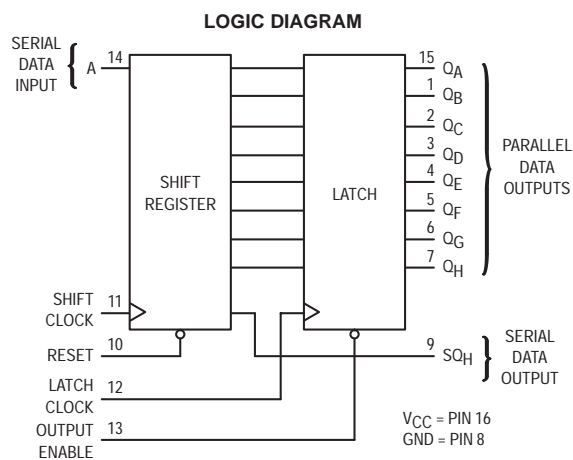 LOGIC DIAGRAM
SERIAL
DATA
INPUT
A
14
SHIFT
REGISTER
LATCH
15 QA
1 QB
2 QC
3 QD
4 QE
5 QF
6 QG
7 QH
PARALLEL
DATA
OUTPUTS
SHIFT
CLOCK
11
RESET
10
LATCH
CLOCK
12
OUTPUT
ENABLE
13
9 SQH
SERIAL
DATA
OUTPUT
VCC = PIN 16
GND = PIN 8